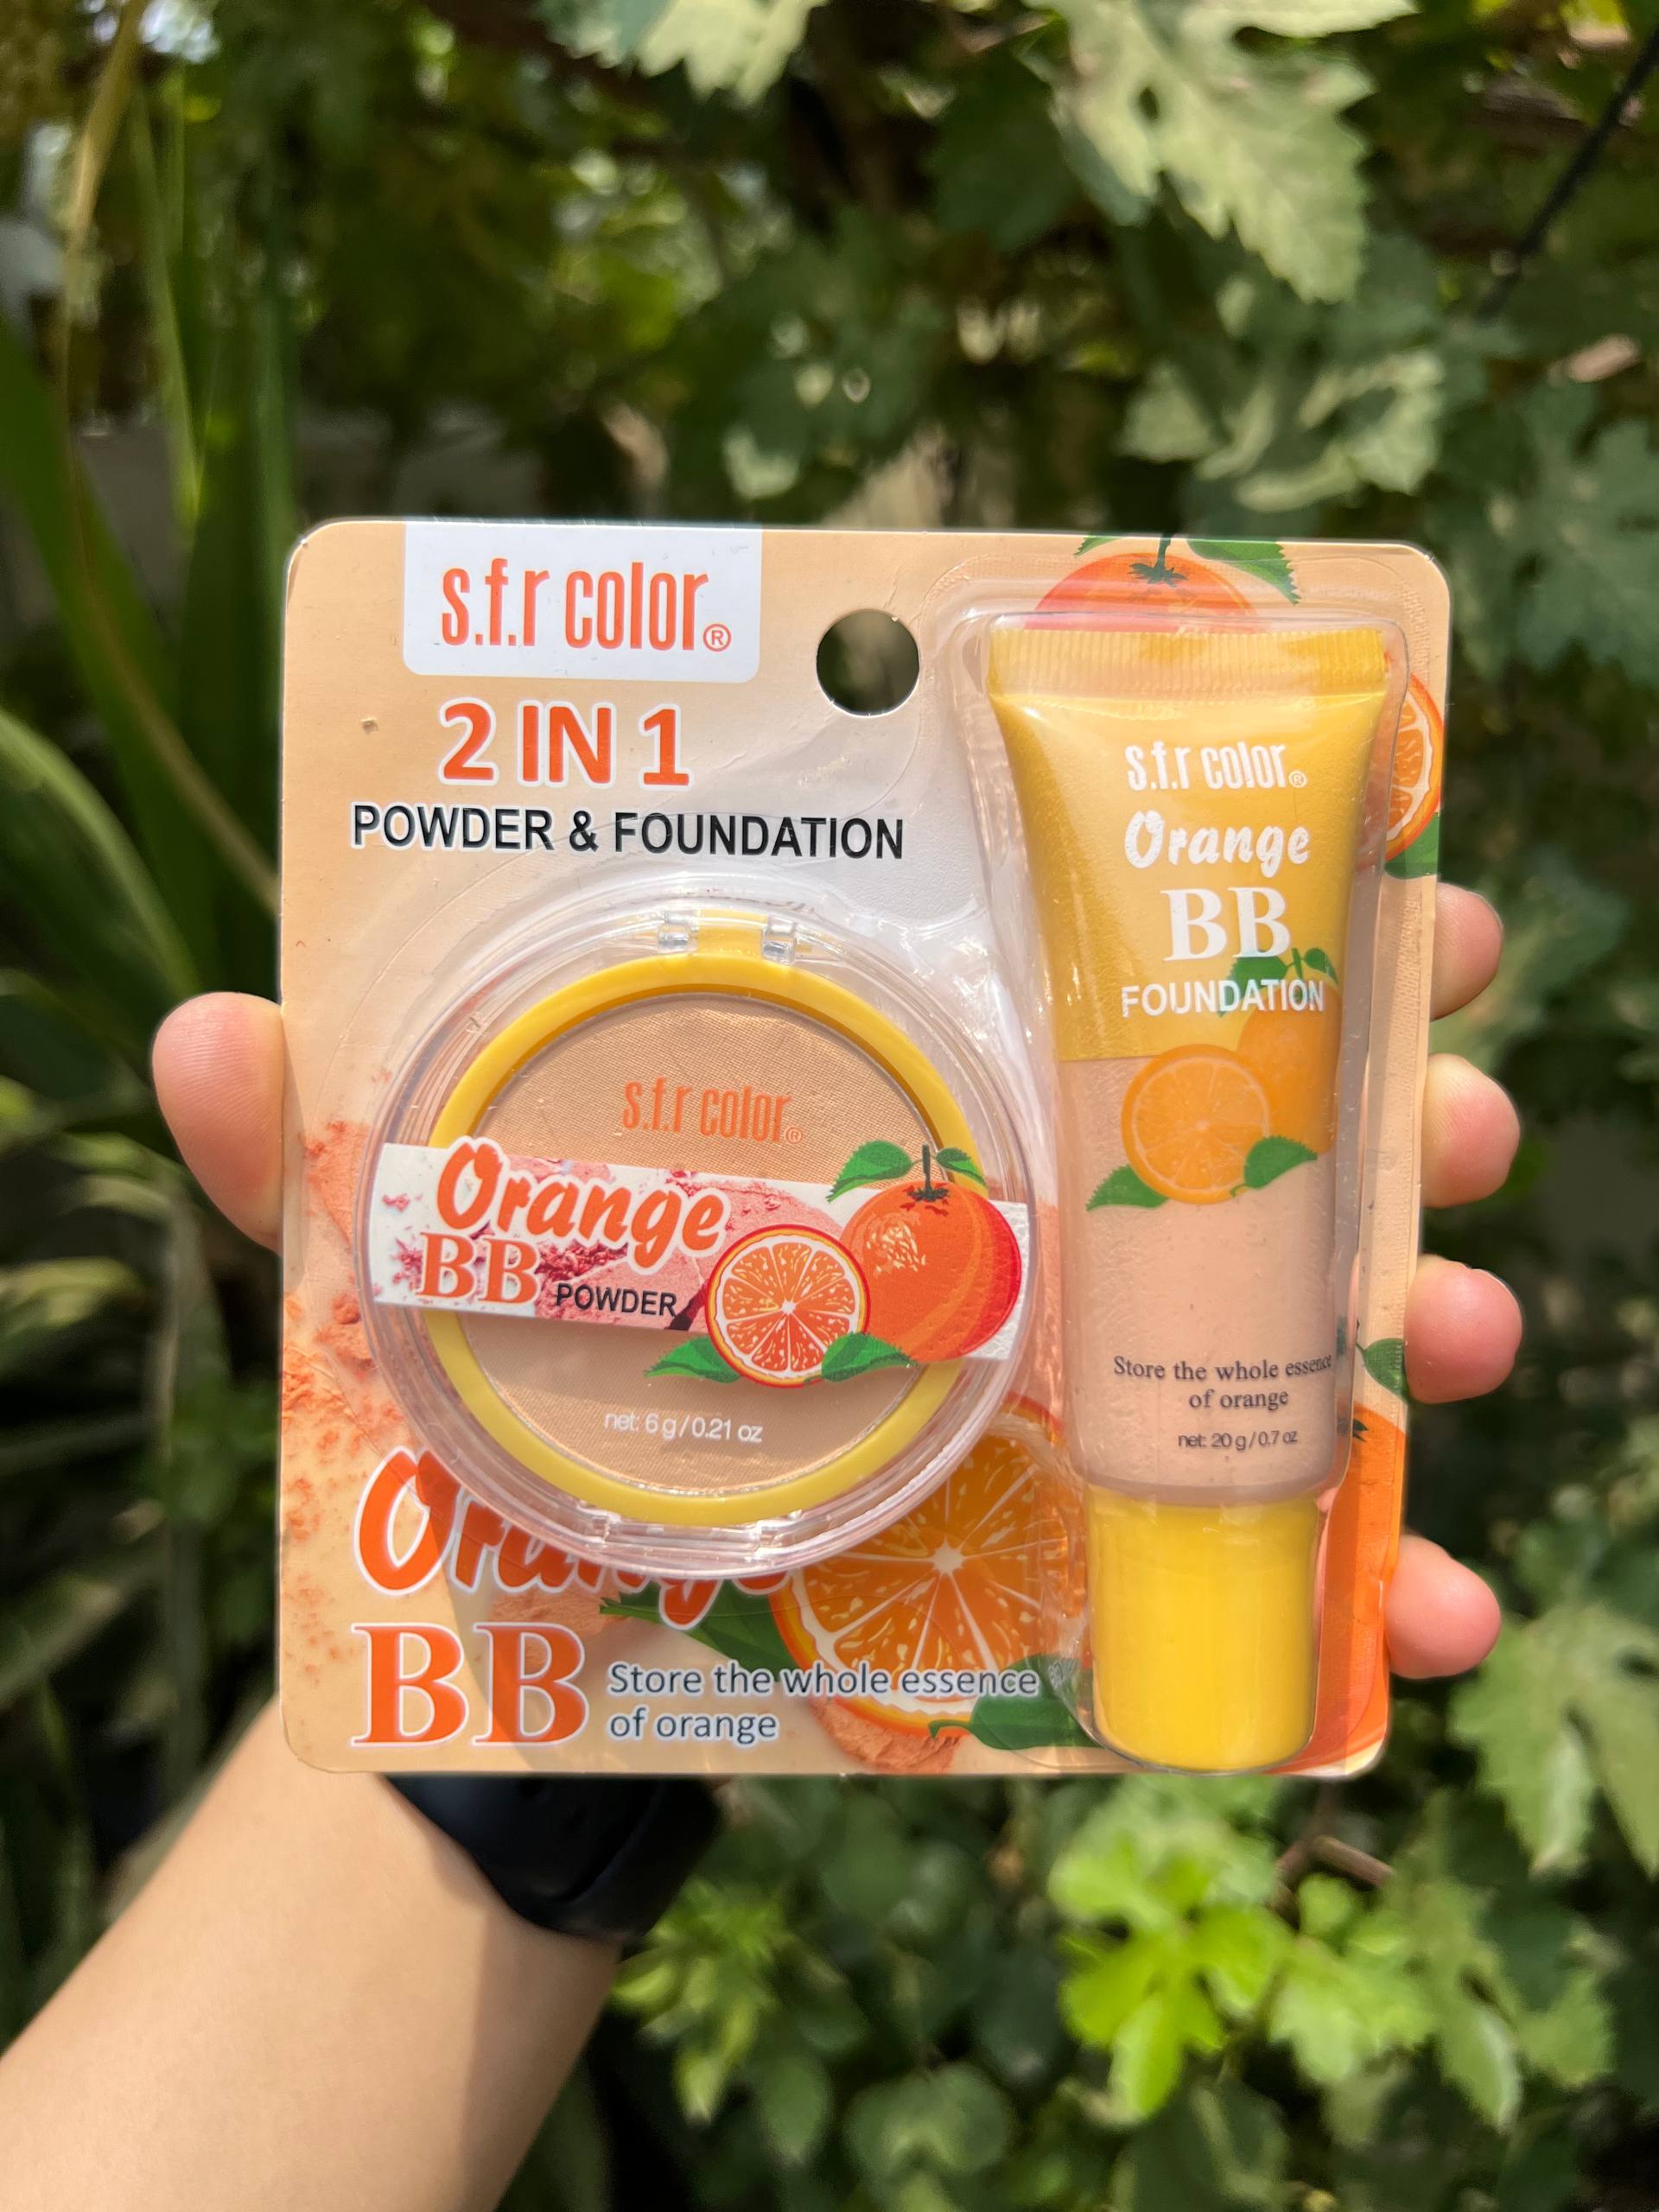 s.f.r color®
2 IN 1
POWDER & FOUNDATION
s.f.r color®
Orange
BB POWDER
net: 6 g / 0.21 oz
Orange
BB
Store the whole essence
of orange
s.f.r color®
Orange
BB
FOUNDATION
Store the whole essence
of orange
net: 20 g / 0.7 oz